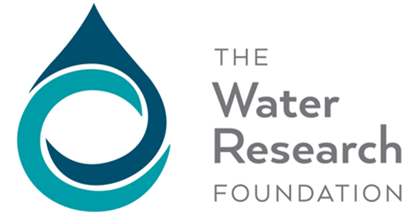 THE
Water
Research
FOUNDATION